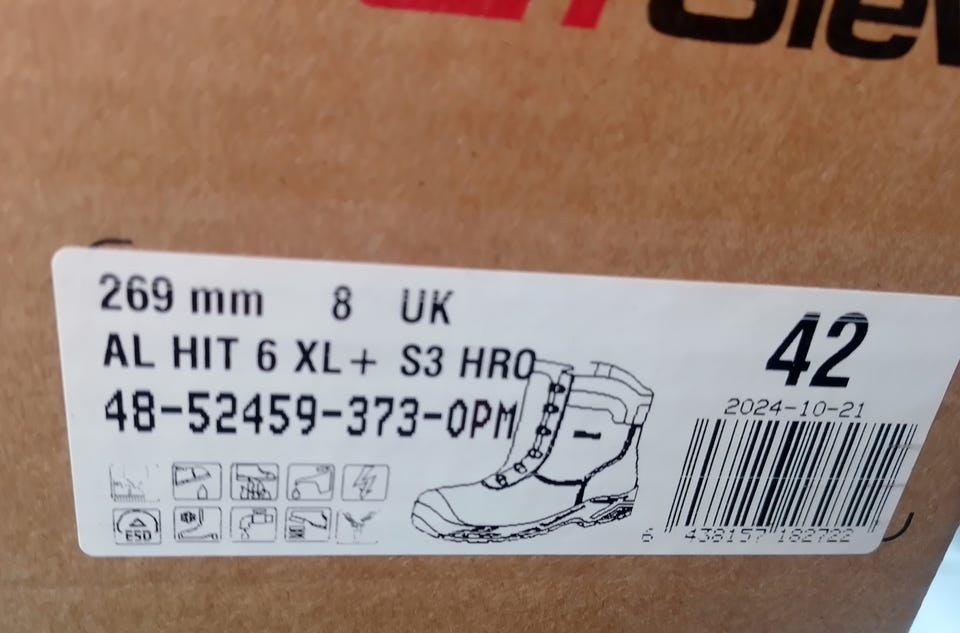 269 mm 8 UK
AL HIT 6 XL+ S3 HRO
48-52459-373-0PM
42
2024-10-21
ESD
6 438157 182722